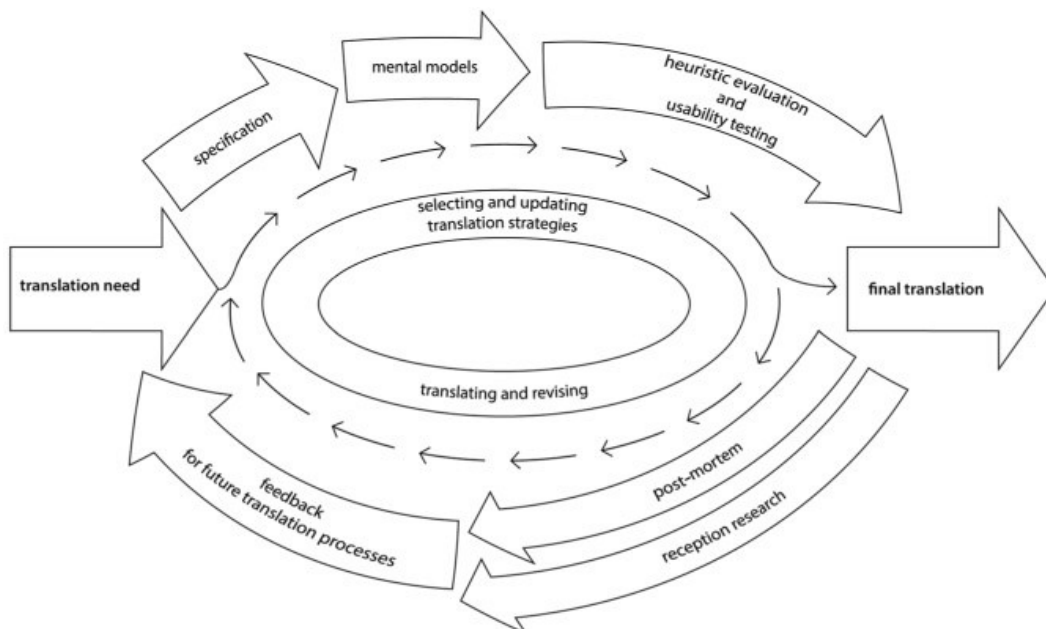 mental models
heuristic evaluation
and
usability testing
specification
selecting and updating
translation strategies
translation need
final translation
translating and revising
post-mortem
reception research
feedback
for future translation processes